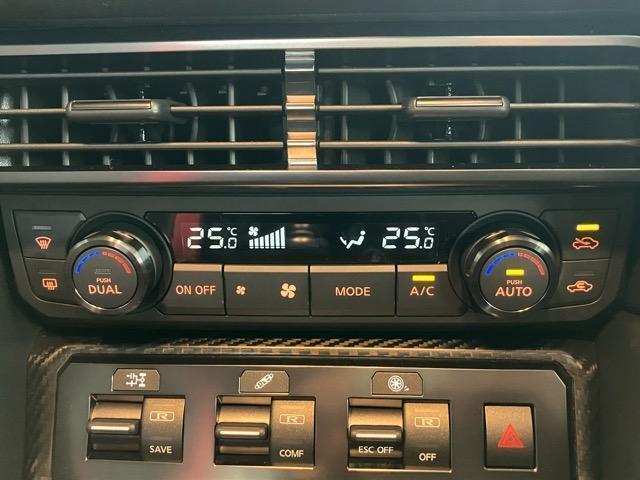 25.0°C 25.0°C
PUSH
DUAL
ON OFF
MODE
A/C
PUSH
AUTO
R
SAVE
R
COMF
ESC OFF
R
OFF